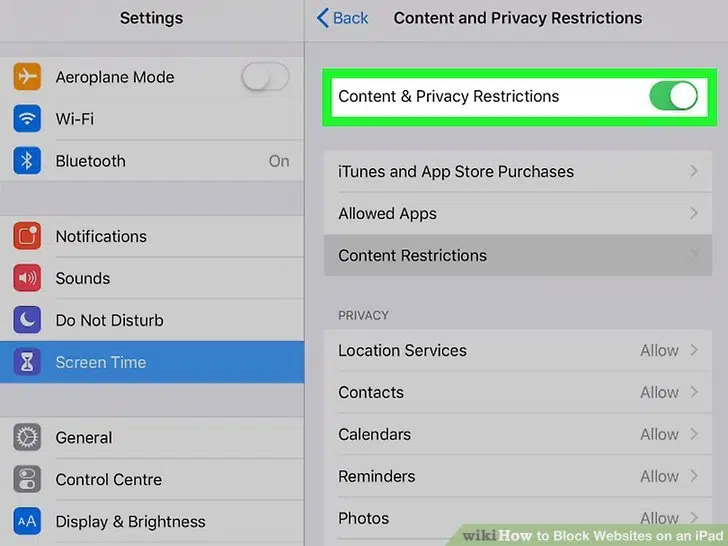 Settings
Aeroplane Mode
Wi-Fi
Bluetooth On
Notifications
Sounds
Do Not Disturb
Screen Time
General
Control Centre
AA Display & Brightness
Back Content and Privacy Restrictions
Content & Privacy Restrictions
iTunes and App Store Purchases
Allowed Apps
Content Restrictions
PRIVACY
Location Services Allow
Contacts Allow
Calendars Allow
Reminders Allow
Photos Allow
wikiHow to Block Websites on an iPad